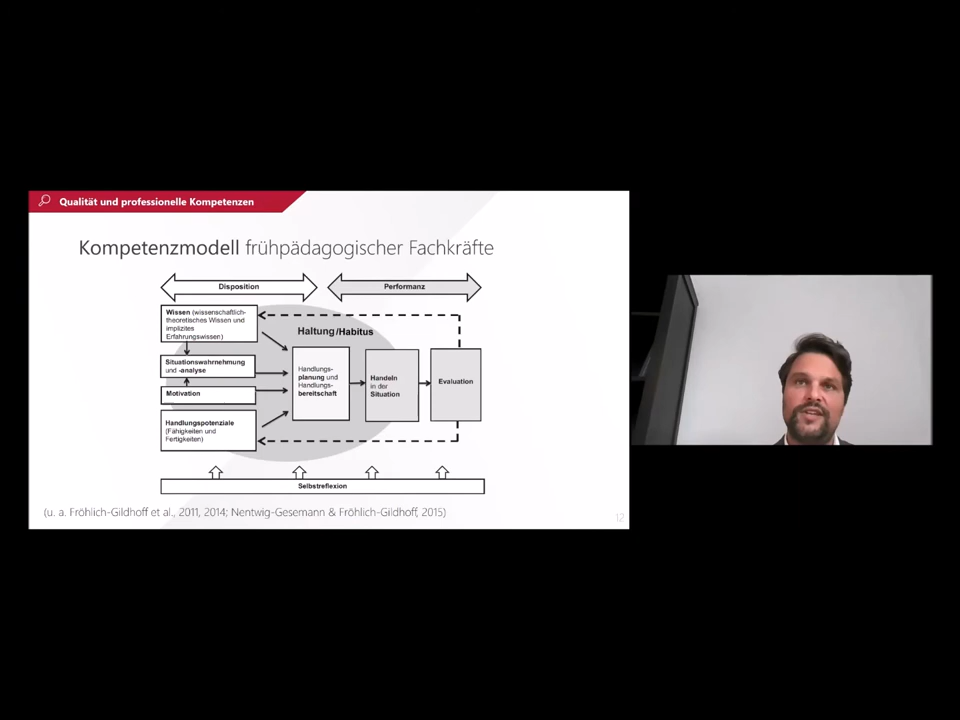 Qualität und professionelle Kompetenzen
Kompetenzmodell frühpädagogischer Fachkräfte
Disposition
Performanz
Wissen (wissenschaftlich-
theoretisches Wissen und
implizites
Erfahrungswissen)
Haltung/Habitus
Situationswahrnehmung
und -analyse
Motivation
Handlungspotenziale
(Fähigkeiten und
Fertigkeiten)
Handlungs-
planung und
Handlungs-
bereitschaft
Handeln
in der
Situation
Evaluation
Selbstreflexion
(u. a. Fröhlich-Gildhoff et al., 2011, 2014; Nentwig-Gesemann & Fröhlich-Gildhoff, 2015)
12